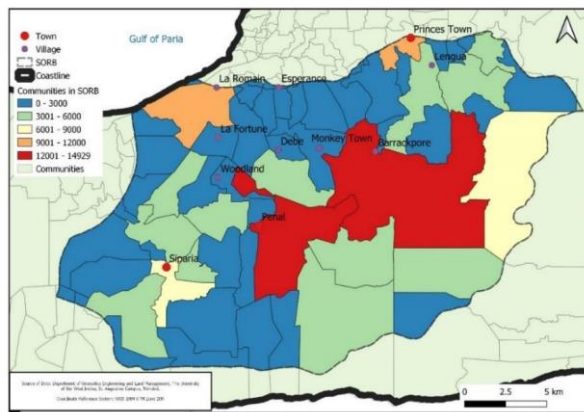 Princes Town
Gulf of Paria
Lengua
La Romain
Esperance
La Fortune
Debe
Monkey Town
Barrackpore
Woodland
Penal
Siparia
Town
Village
SORB
Coastline
Communities in SORB
0 - 3000
3001 - 6000
6001 - 9000
9001 - 12000
12001 - 14929
Communities
0
2.5
5 km